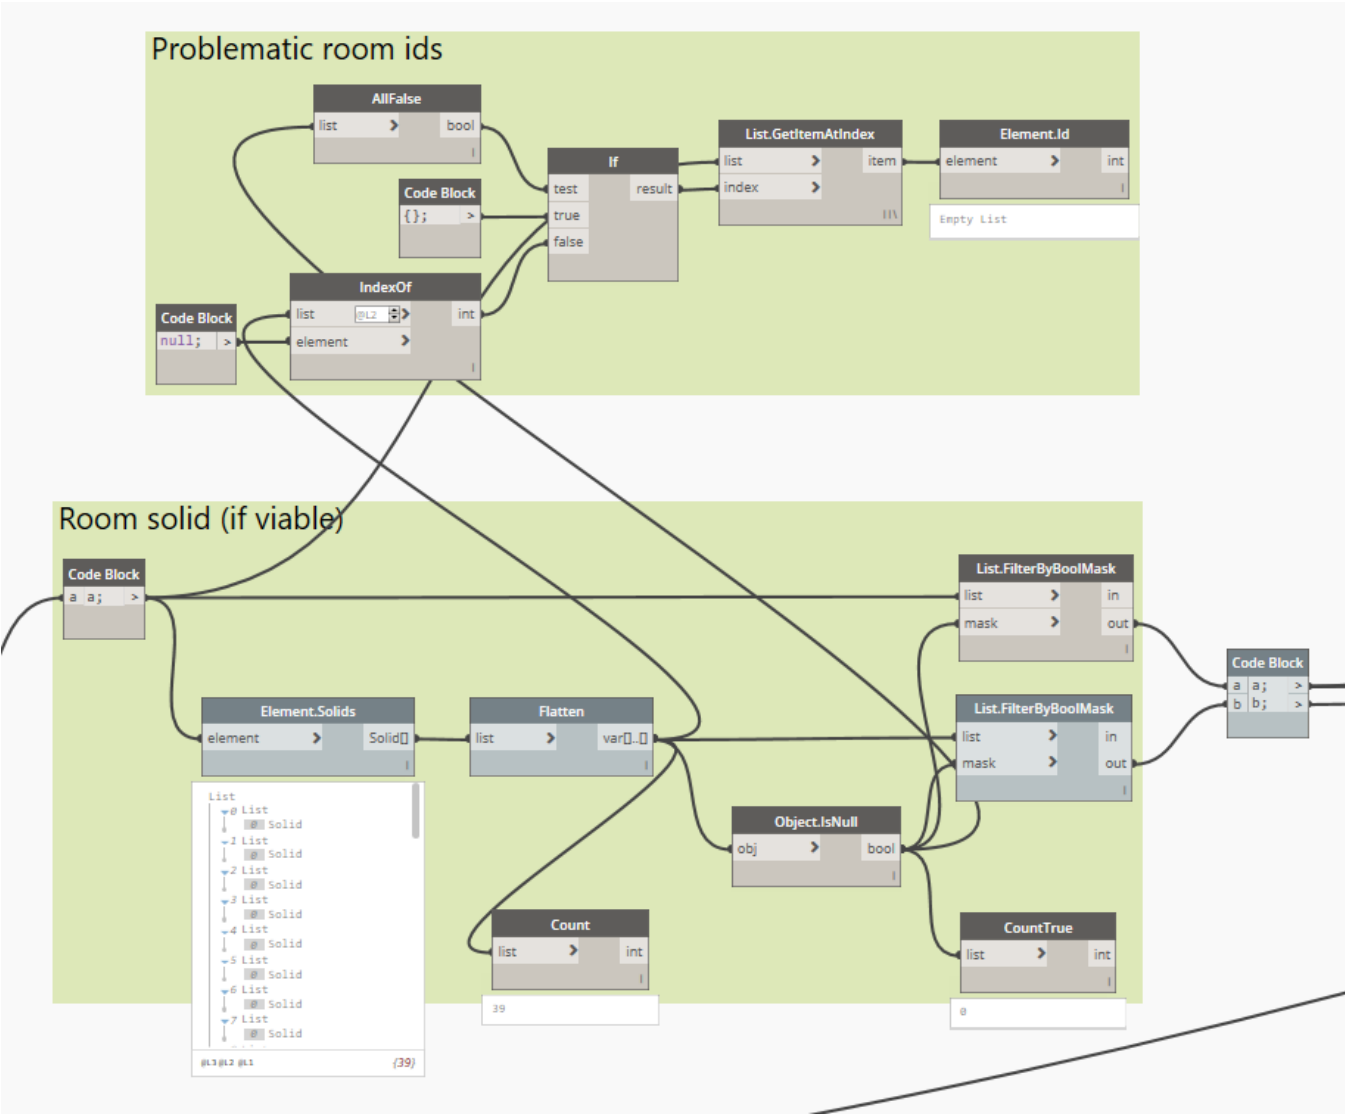 Problematic room ids
AllFalse
list > bool
Code Block
{}; >
If
test result
true
false
List.GetItemAtIndex
list > item
index >
Element.Id
element > int
Empty List
IndexOf
list @L2 > int
element >
Code Block
null; >
Room solid (if viable)
Code Block
a a; >
Element.Solids
element > Solid[]
Flatten
list > var[]..[]
List.FilterByBoolMask
list > in
mask > out
List.FilterByBoolMask
list > in
mask > out
Code Block
a a; >
b b; >
Object.IsNull
obj > bool
Count
list > int
39
CountTrue
list > int
0
List
0 List
0 Solid
1 List
0 Solid
2 List
0 Solid
3 List
0 Solid
4 List
0 Solid
5 List
0 Solid
6 List
0 Solid
7 List
0 Solid
@L3 @L2 @L1 {39}